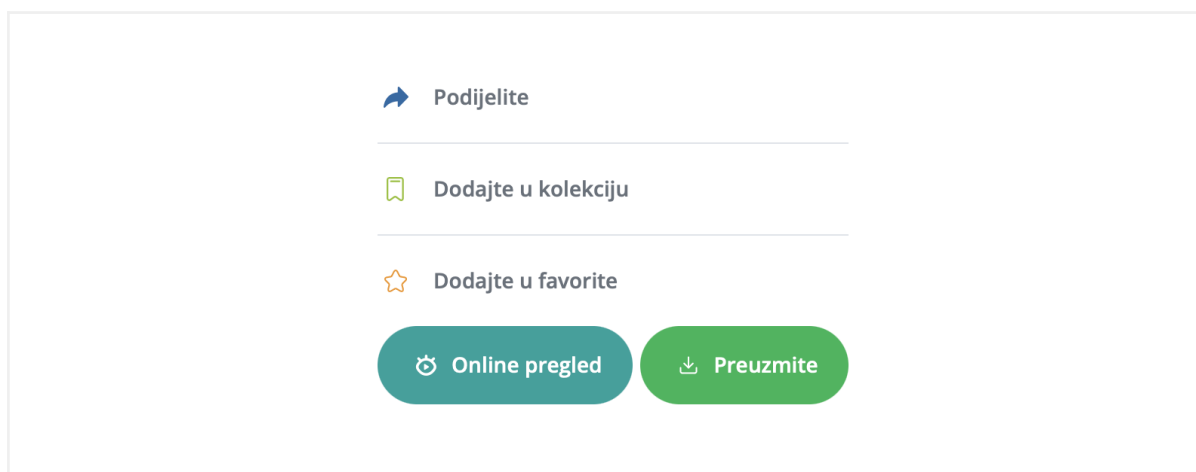 Podijelite
Dodajte u kolekciju
Dodajte u favorite
Online pregled
Preuzmite